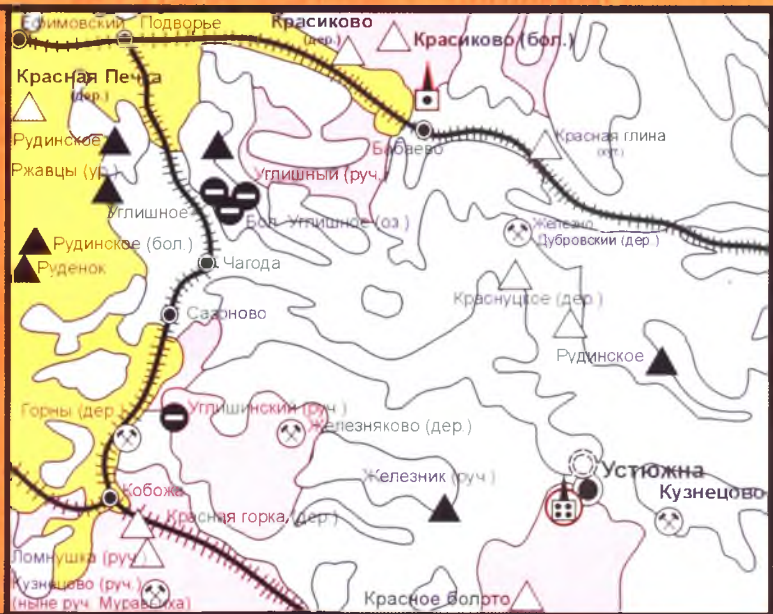 Ефимовский
Подворье
Красиково
(дер.)
Красиково (бол.)
Красная Печка
(дер.)
Рудинское
Бабаево
Красная глина
Ржавцы (ур.)
Углишный (руч.)
Углишное
Бол. Углишное (оз.)
Железно
Дубровский (дер.)
Рудинское (бол.)
Руденок
Чагода
Краснуцкое (дер.)
Сазоново
Рудинское
Горны (дер.)
Углишинский (руч.)
Железняково (дер.)
Железник (руч.)
Устюжна
Кузнецово
Кобожа
Красная горка (дер.)
Ломнушка (руч.)
Кузнецово (руч.)
(ныне руч. Муравьиха)
Красное болото